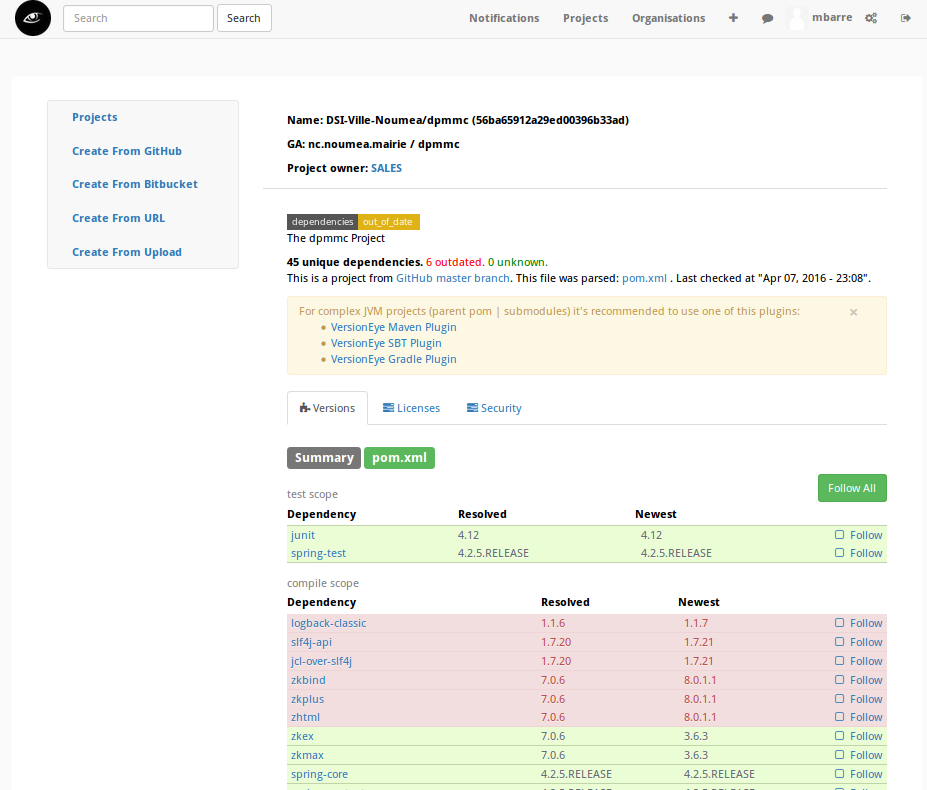 Search
Search
Notifications
Projects
Organisations
mbarre
Projects
Create From GitHub
Create From Bitbucket
Create From URL
Create From Upload
Name: DSI-Ville-Noumea/dpmmc (56ba65912a29ed00396b33ad)
GA: nc.noumea.mairie / dpmmc
Project owner: SALES
dependencies out_of_date
The dpmmc Project
45 unique dependencies. 6 outdated. 0 unknown.
This is a project from GitHub master branch. This file was parsed: pom.xml . Last checked at "Apr 07, 2016 - 23:08".
For complex JVM projects (parent pom | submodules) it's recommended to use one of this plugins: ×
VersionEye Maven Plugin
VersionEye SBT Plugin
VersionEye Gradle Plugin
Versions Licenses Security
Summary pom.xml
Follow All
test scope
Dependency Resolved Newest
junit 4.12 4.12 Follow
spring-test 4.2.5.RELEASE 4.2.5.RELEASE Follow
compile scope
Dependency Resolved Newest
logback-classic 1.1.6 1.1.7 Follow
slf4j-api 1.7.20 1.7.21 Follow
jcl-over-slf4j 1.7.20 1.7.21 Follow
zkbind 7.0.6 8.0.1.1 Follow
zkplus 7.0.6 8.0.1.1 Follow
zhtml 7.0.6 8.0.1.1 Follow
zkex 7.0.6 3.6.3 Follow
zkmax 7.0.6 3.6.3 Follow
spring-core 4.2.5.RELEASE 4.2.5.RELEASE Follow